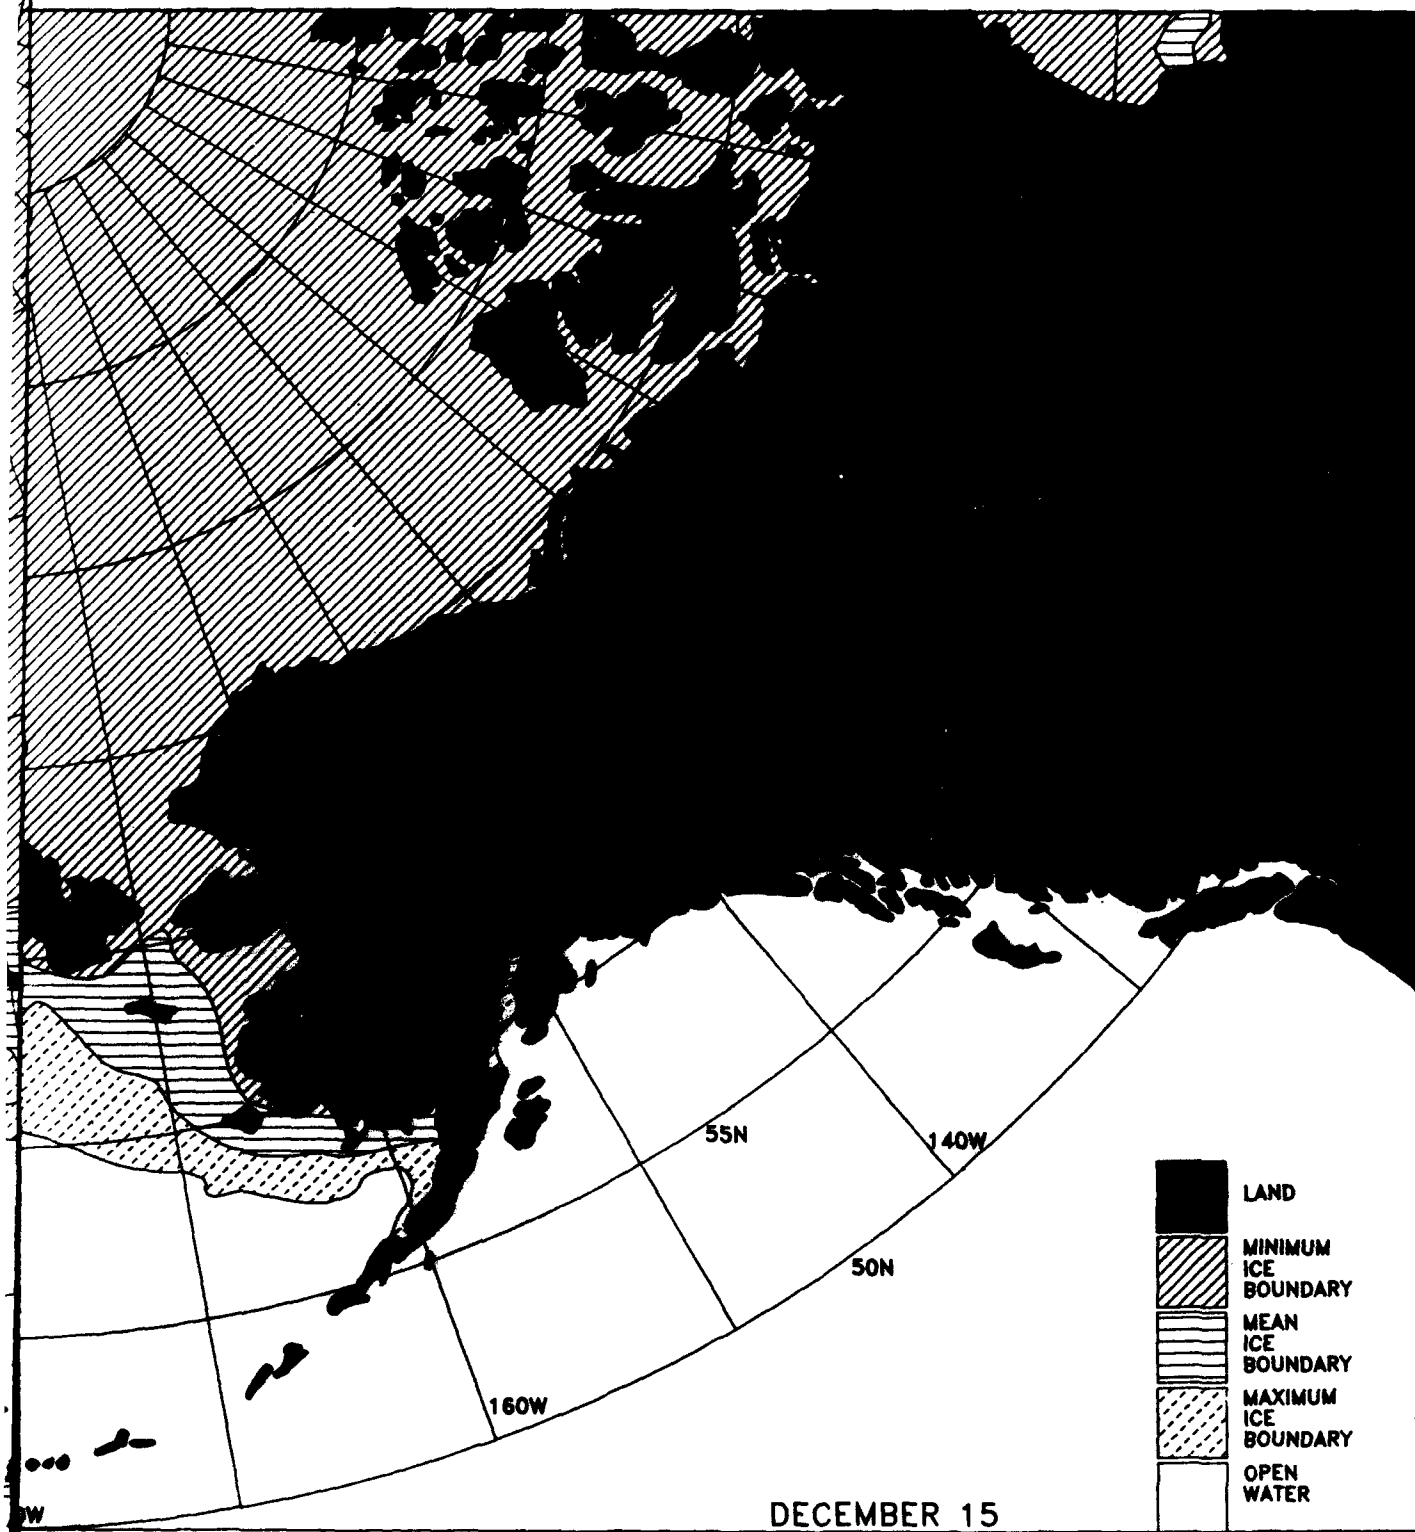 55N
140W
50N
160W
LAND
MINIMUM
ICE
BOUNDARY
MEAN
ICE
BOUNDARY
MAXIMUM
ICE
BOUNDARY
OPEN
WATER
DECEMBER 15